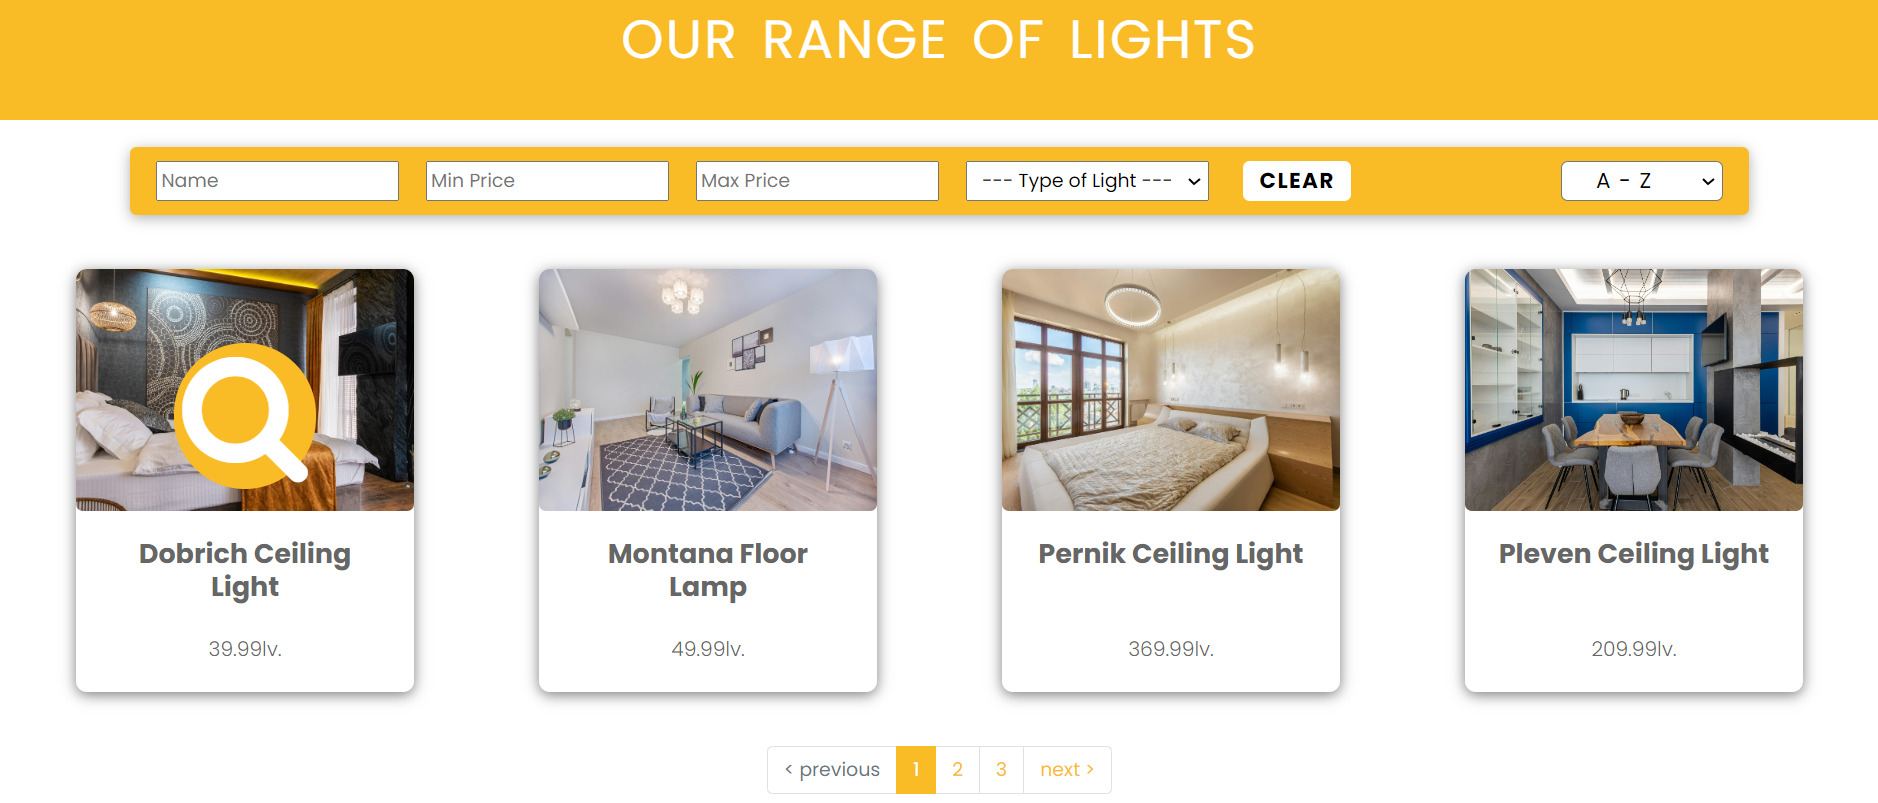 OUR RANGE OF LIGHTS
Name Min Price Max Price --- Type of Light --- CLEAR A - Z
Dobrich Ceiling
Light
39.99lv.
Montana Floor
Lamp
49.99lv.
Pernik Ceiling Light
369.99lv.
Pleven Ceiling Light
209.99lv.
< previous 1 2 3 next >